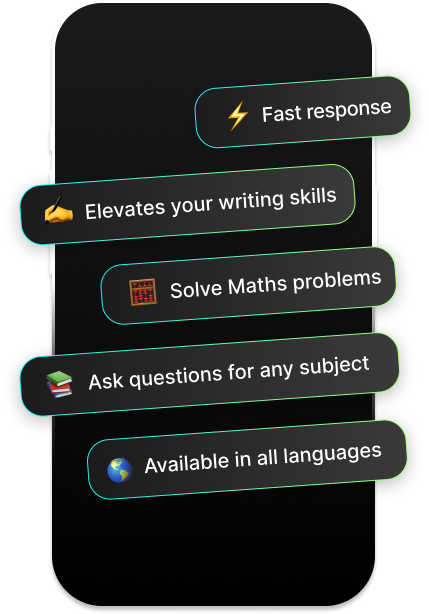 Fast response
Elevates your writing skills
Solve Maths problems
Ask questions for any subject
Available in all languages